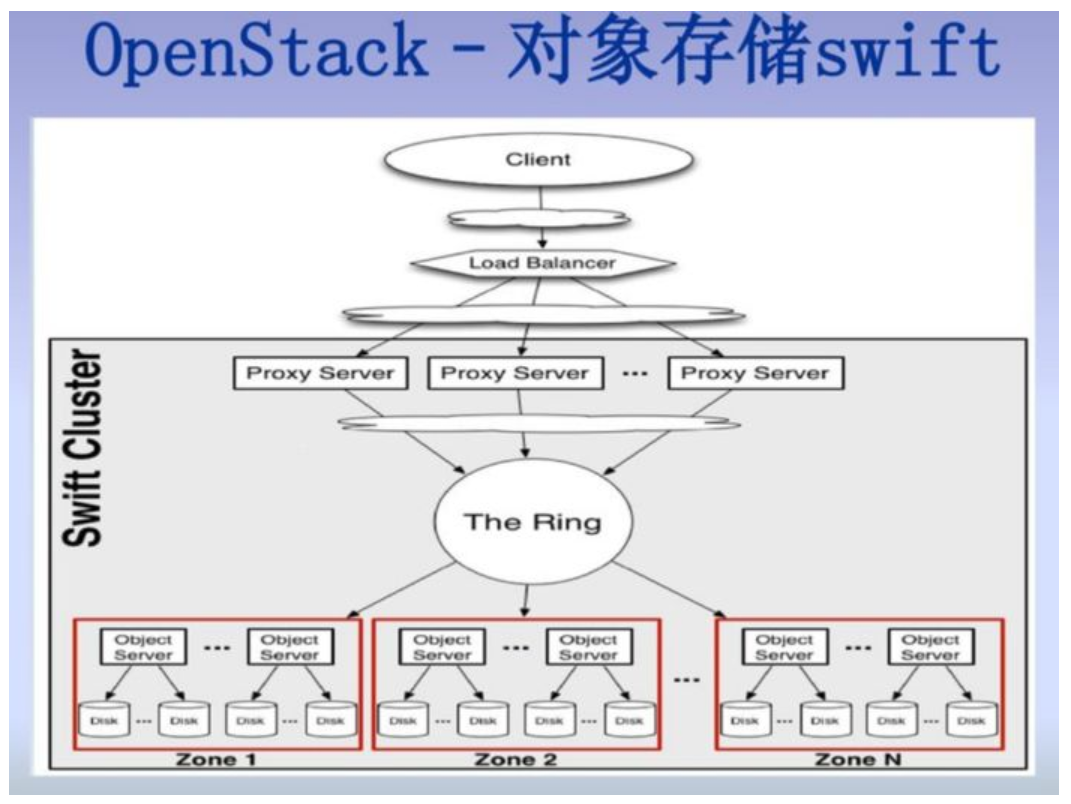 OpenStack - 对象存储swift
Client
Load Balancer
Swift Cluster
Proxy Server Proxy Server ... Proxy Server
The Ring
Object Server ... Object Server
Disk ... Disk Disk ... Disk
Zone 1
Object Server ... Object Server
Disk ... Disk Disk ... Disk
Zone 2
...
Object Server ... Object Server
Disk ... Disk Disk ... Disk
Zone N